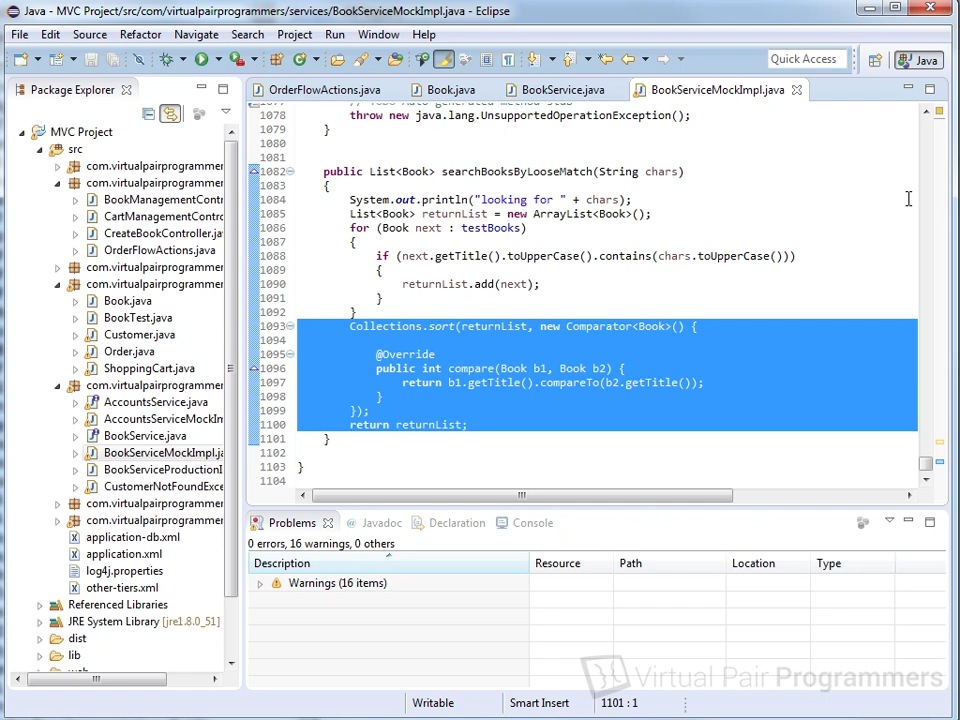 Java - MVC Project/src/com/virtualpairprogrammers/services/BookServiceMockImpl.java - Eclipse
File Edit Source Refactor Navigate Search Project Run Window Help
Quick Access
Java
Package Explorer
OrderFlowActions.java
Book.java
BookService.java
BookServiceMockImpl.java
MVC Project
src
com.virtualpairprogrammer
com.virtualpairprogrammer
BookManagementContr
CartManagementContro
CreateBookController.jav
OrderFlowActions.java
com.virtualpairprogrammer
com.virtualpairprogrammer
Book.java
BookTest.java
Customer.java
Order.java
ShoppingCart.java
com.virtualpairprogrammer
AccountsService.java
AccountsServiceMockIm
BookService.java
BookServiceMockImpl.ja
BookServiceProductionI
CustomerNotFoundExce
com.virtualpairprogrammer
com.virtualpairprogrammer
application-db.xml
application.xml
log4j.properties
other-tiers.xml
Referenced Libraries
JRE System Library [jre1.8.0_51]
dist
lib
1078 throw new java.lang.UnsupportedOperationException();
1079 }
1080
1081
1082 public List<Book> searchBooksByLooseMatch(String chars)
1083 {
1084 System.out.println("looking for " + chars);
1085 List<Book> returnList = new ArrayList<Book>();
1086 for (Book next : testBooks)
1087 {
1088 if (next.getTitle().toUpperCase().contains(chars.toUpperCase()))
1089 {
1090 returnList.add(next);
1091 }
1092 }
1093 Collections.sort(returnList, new Comparator<Book>() {
1094
1095 @Override
1096 public int compare(Book b1, Book b2) {
1097 return b1.getTitle().compareTo(b2.getTitle());
1098 }
1099 });
1100 return returnList;
1101 }
1102
1103 }
1104
Problems Javadoc Declaration Console
0 errors, 16 warnings, 0 others
Description Resource Path Location Type
Warnings (16 items)
Virtual Pair Programmers
Writable Smart Insert 1101 : 1